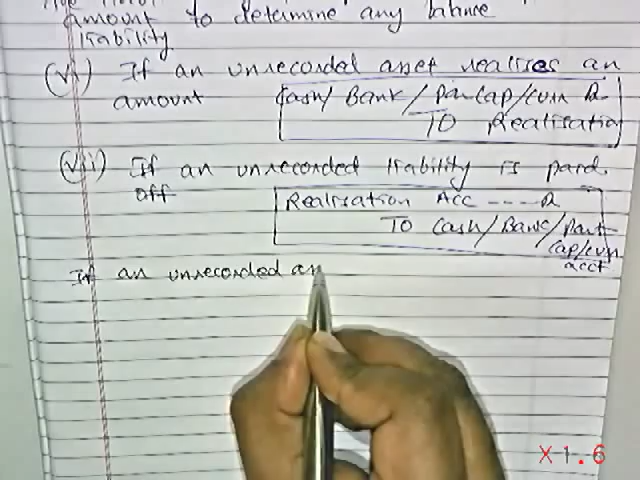 amount to determine any balance
liability
(vi) If an unrecorded asset realises an
amount Cash/ Bank / Par Cap/curr Dr
TO Realisation
(vii) If an unrecorded liability is paid
off Realisation Acc ---- Dr
TO Cash/ Bank/ Part
Cap/curr
acct
If an unrecorded
X1.6